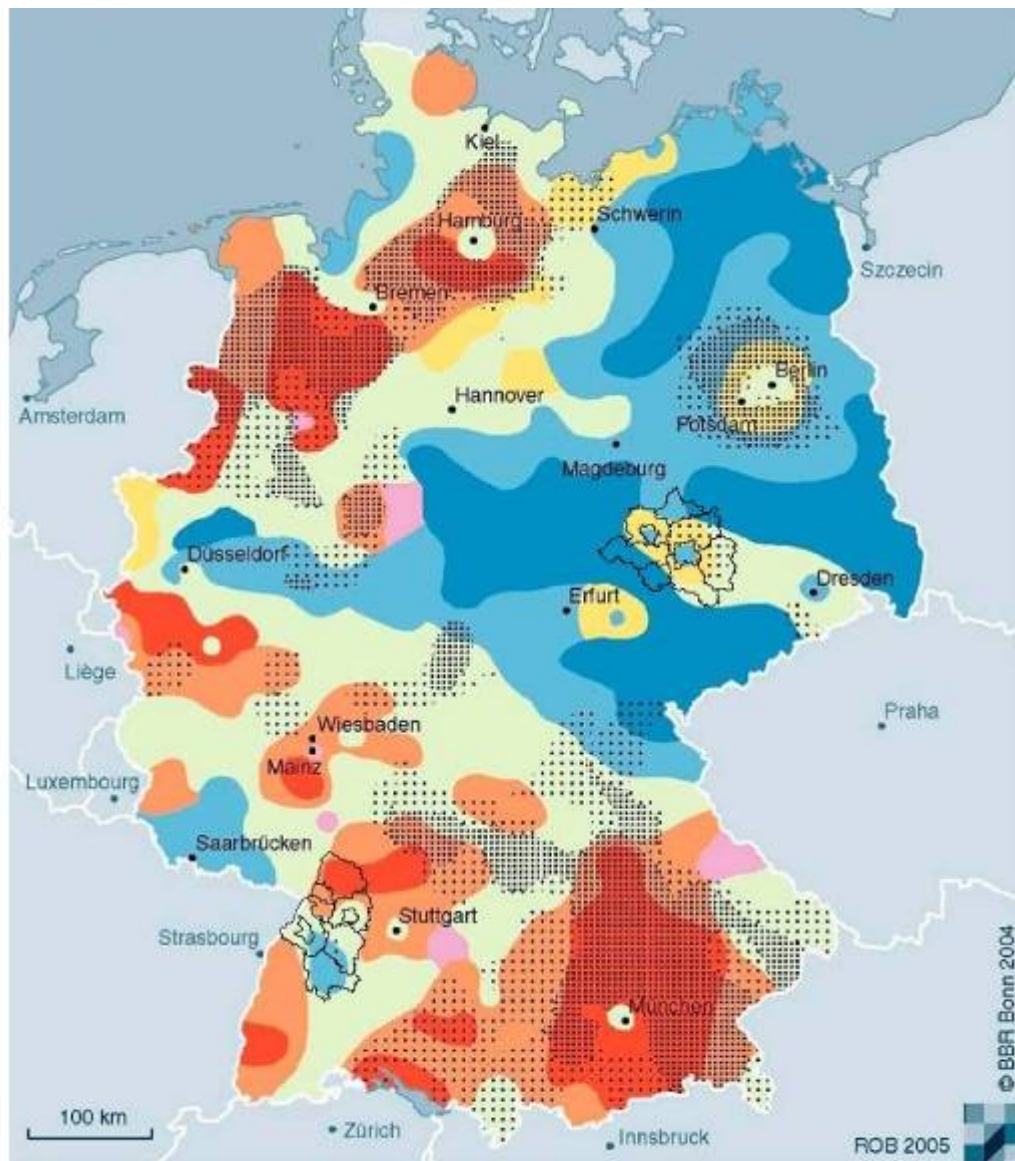 Kiel
Hamburg
Schwerin
Szczecin
Bremen
Berlin
Amsterdam
Hannover
Potsdam
Magdeburg
Düsseldorf
Dresden
Erfurt
Liège
Praha
Wiesbaden
Mainz
Luxembourg
Saarbrücken
Stuttgart
Strasbourg
München
© BBR Bonn 2004
100 km
Zürich
Innsbruck
ROB 2005